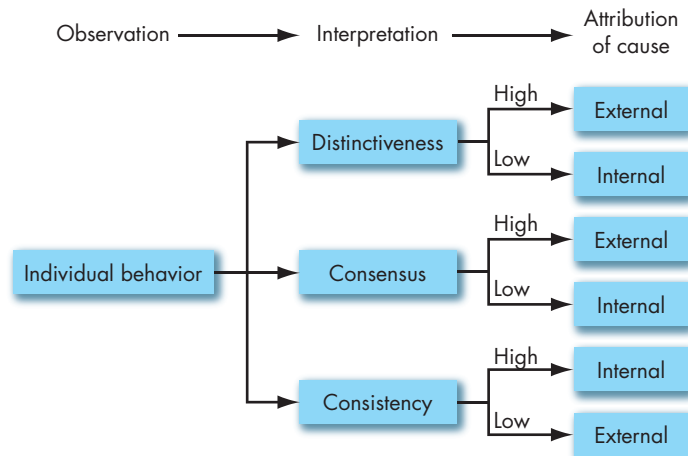 Observation
Interpretation
Attribution
of cause
High
External
Distinctiveness
Low
Internal
High
External
Individual behavior
Consensus
Low
Internal
High
Internal
Consistency
Low
External